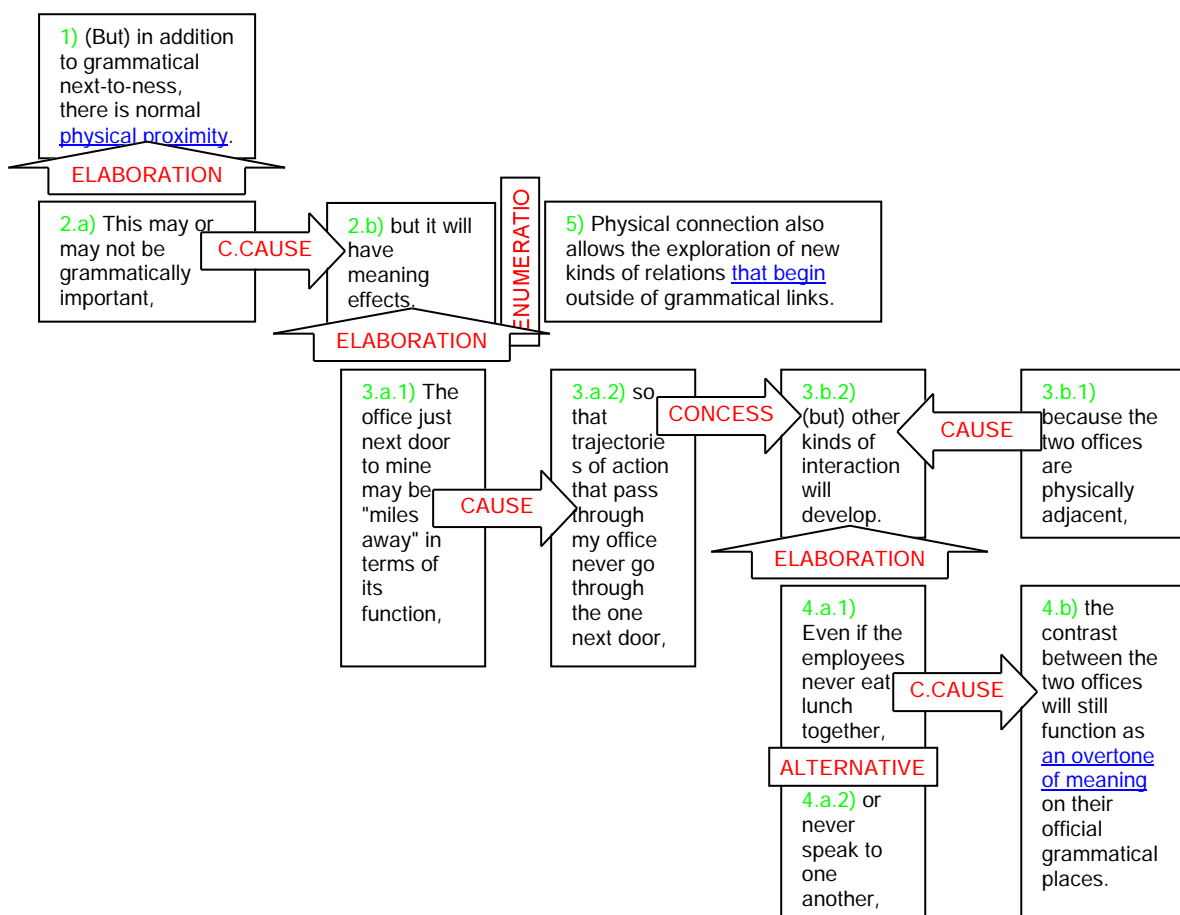 1) (But) in addition
to grammatical
next-to-ness,
there is normal
physical proximity.
ELABORATION
2.a) This may or
may not be
grammatically
important,
C.CAUSE
2.b) but it will
have
meaning
effects.
ENUMERATIO
5) Physical connection also
allows the exploration of new
kinds of relations that begin
outside of grammatical links.
ELABORATION
3.a.1) The
office just
next door
to mine
may be
"miles
away" in
terms of
its
function,
CAUSE
3.a.2) so
that
trajectorie
s of action
that pass
through
my office
never go
through
the one
next door,
CONCESS
3.b.2)
(but) other
kinds of
interaction
will
develop.
CAUSE
3.b.1)
because the
two offices
are
physically
adjacent,
ELABORATION
4.a.1)
Even if the
employees
never eat
lunch
together,
C.CAUSE
4.b) the
contrast
between the
two offices
will still
function as
an overtone
of meaning
on their
official
grammatical
places.
ALTERNATIVE
4.a.2) or
never
speak to
one
another,